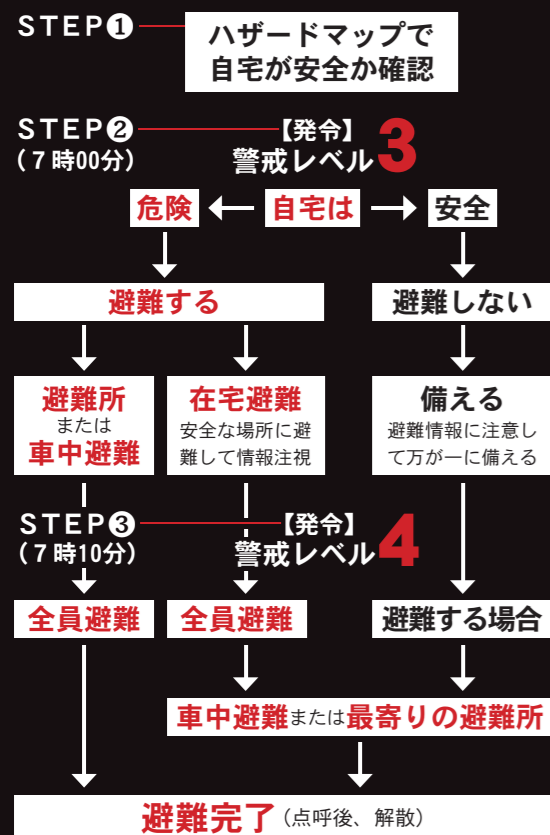 STEP❶
ハザードマップで
自宅が安全か確認
STEP❷
(7時00分)
【発令】
警戒レベル3
危険
自宅は
安全
避難する
避難しない
避難所
または
車中避難
在宅避難
安全な場所に避
難して情報注視
備える
避難情報に注意し
て万が一に備える
STEP❸
(7時10分)
【発令】
警戒レベル4
全員避難
全員避難
避難する場合
車中避難または最寄りの避難所
避難完了(点呼後、解散)